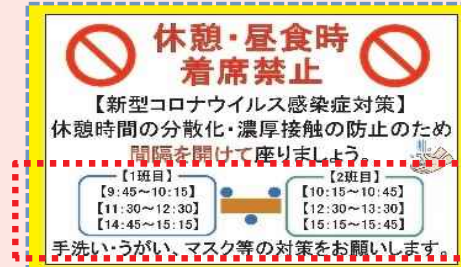 休憩・昼食時
着席禁止
【新型コロナウイルス感染症対策】
休憩時間の分散化・濃厚接触の防止のため
間隔を開けて座りましょう。
【1班目】
【9:45～10:15】
【11:30～12:30】
【14:45～15:15】
【2班目】
【10:15～10:45】
【12:30～13:30】
【15:15～15:45】
手洗い・うがい、マスク等の対策をお願いします。